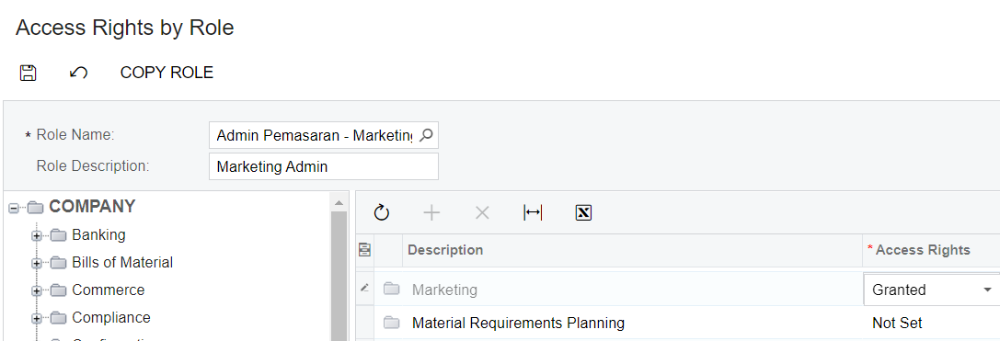 Access Rights by Role
COPY ROLE
* Role Name: Admin Pemasaran - Marketing
Role Description: Marketing Admin
COMPANY
Banking
Bills of Material
Commerce
Compliance
Description * Access Rights
Marketing Granted
Material Requirements Planning Not Set